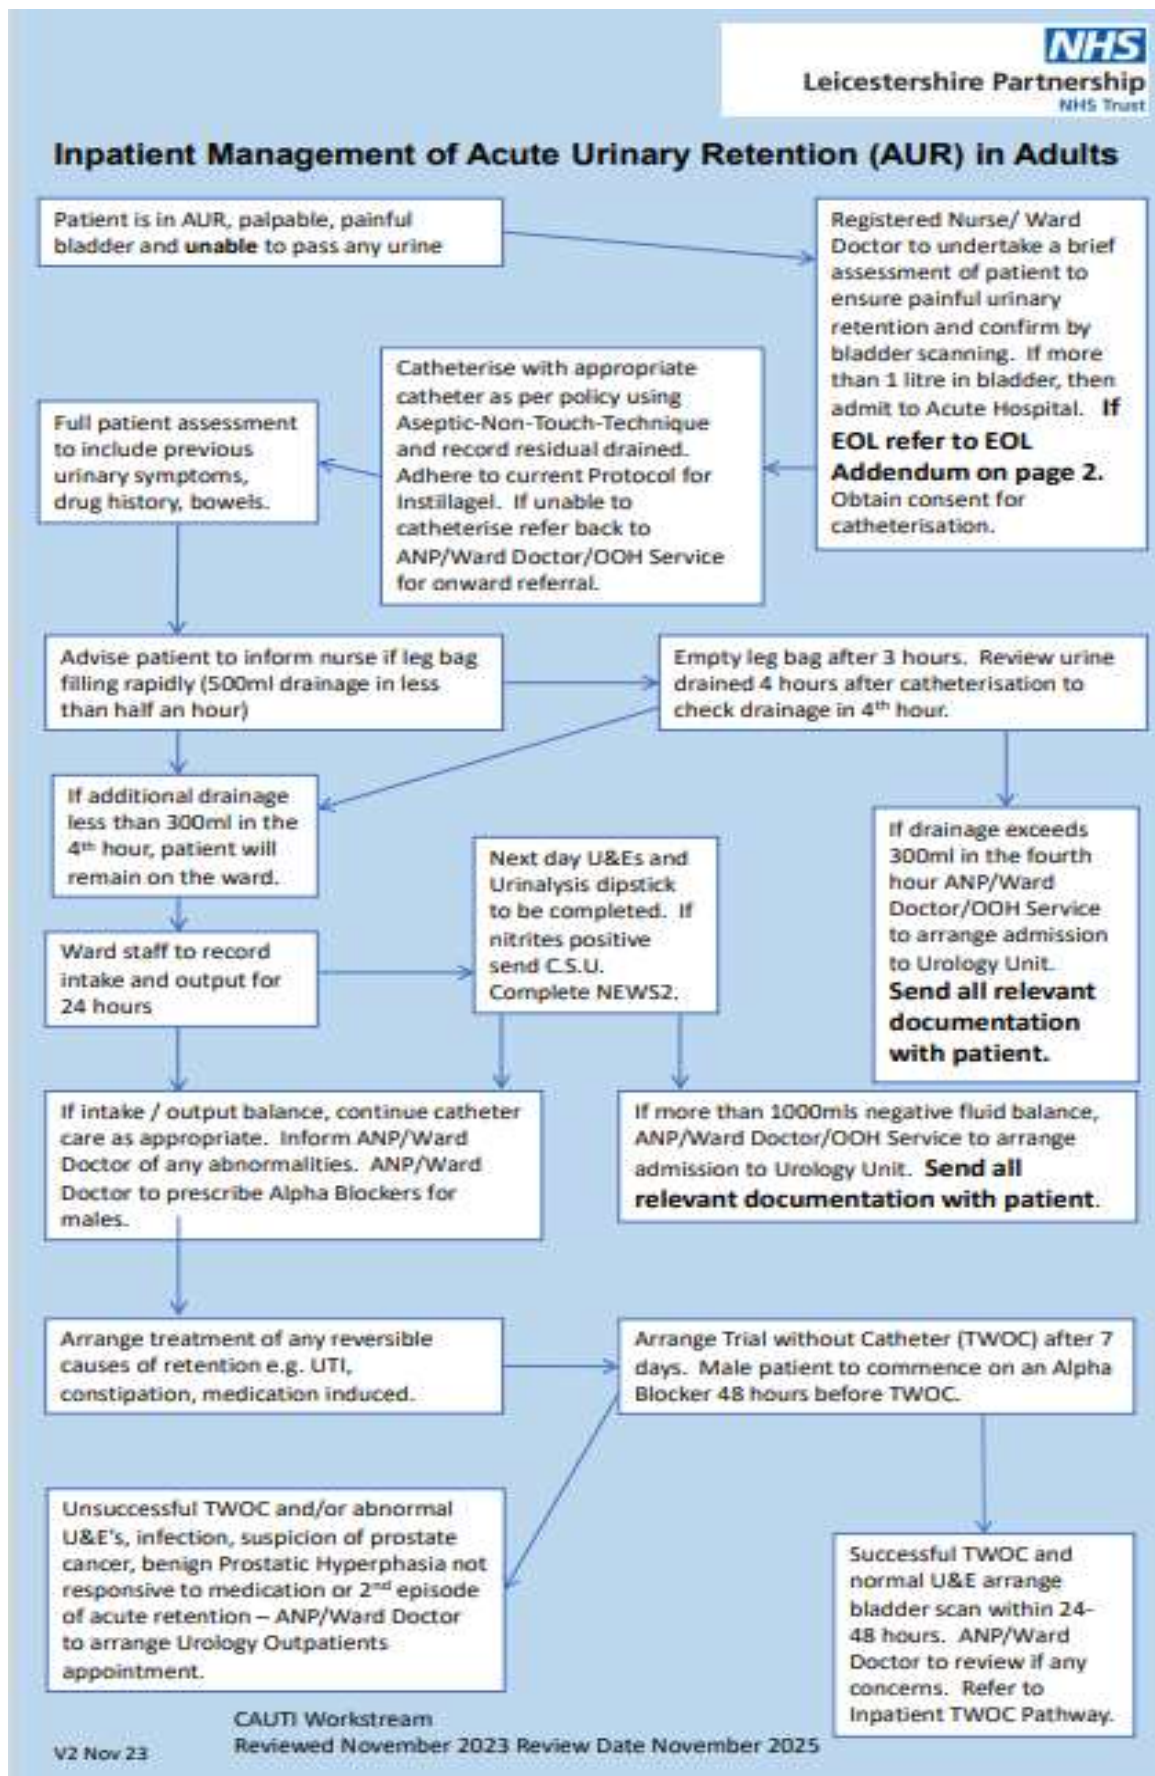 NHS
Leicestershire Partnership
NHS Trust
Inpatient Management of Acute Urinary Retention (AUR) in Adults
Patient is in AUR, palpable, painful
bladder and unable to pass any urine
Registered Nurse/ Ward
Doctor to undertake a brief
assessment of patient to
ensure painful urinary
retention and confirm by
bladder scanning. If more
than 1 litre in bladder, then
admit to Acute Hospital. If
EOL refer to EOL
Addendum on page 2.
Obtain consent for
catheterisation.
Catheterise with appropriate
catheter as per policy using
Aseptic-Non-Touch-Technique
and record residual drained.
Adhere to current Protocol for
Instillagel. If unable to
catheterise refer back to
ANP/Ward Doctor/OOH Service
for onward referral.
Full patient assessment
to include previous
urinary symptoms,
drug history, bowels.
Advise patient to inform nurse if leg bag
filling rapidly (500ml drainage in less
than half an hour)
Empty leg bag after 3 hours. Review urine
drained 4 hours after catheterisation to
check drainage in 4th hour.
If additional drainage
less than 300ml in the
4th hour, patient will
remain on the ward.
If drainage exceeds
300ml in the fourth
hour ANP/Ward
Doctor/OOH Service
to arrange admission
to Urology Unit.
Send all relevant
documentation
with patient.
Ward staff to record
intake and output for
24 hours
Next day U&Es and
Urinalysis dipstick
to be completed. If
nitrites positive
send C.S.U.
Complete NEWS2.
If intake / output balance, continue catheter
care as appropriate. Inform ANP/Ward
Doctor of any abnormalities. ANP/Ward
Doctor to prescribe Alpha Blockers for
males.
If more than 1000mls negative fluid balance,
ANP/Ward Doctor/OOH Service to arrange
admission to Urology Unit. Send all
relevant documentation with patient.
Arrange treatment of any reversible
causes of retention e.g. UTI,
constipation, medication induced.
Arrange Trial without Catheter (TWOC) after 7
days. Male patient to commence on an Alpha
Blocker 48 hours before TWOC.
Unsuccessful TWOC and/or abnormal
U&E's, infection, suspicion of prostate
cancer, benign Prostatic Hyperphasia not
responsive to medication or 2nd episode
of acute retention – ANP/Ward Doctor
to arrange Urology Outpatients
appointment.
Successful TWOC and
normal U&E arrange
bladder scan within 24-
48 hours. ANP/Ward
Doctor to review if any
concerns. Refer to
Inpatient TWOC Pathway.
CAUTI Workstream
Reviewed November 2023 Review Date November 2025
V2 Nov 23